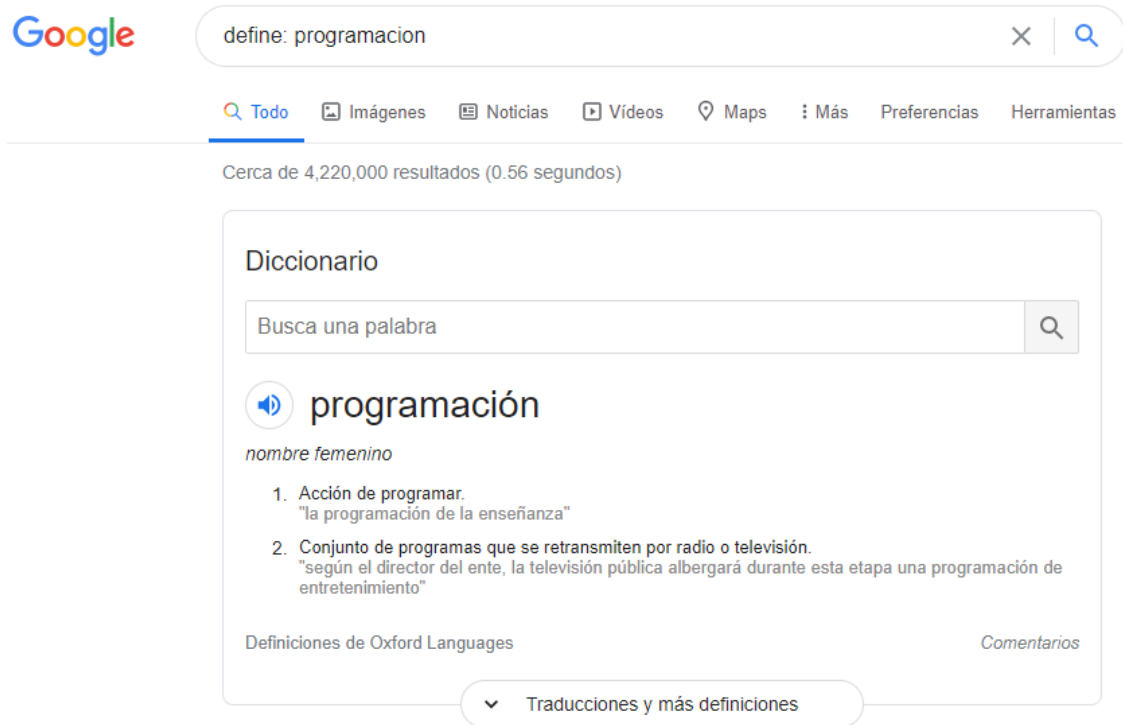 Google
define: programacion
Todo Imágenes Noticias Vídeos Maps Más Preferencias Herramientas
Cerca de 4,220,000 resultados (0.56 segundos)
Diccionario
Busca una palabra
programación
nombre femenino
1. Acción de programar.
"la programación de la enseñanza"
2. Conjunto de programas que se retransmiten por radio o televisión.
"según el director del ente, la televisión pública albergará durante esta etapa una programación de
entretenimiento"
Definiciones de Oxford Languages Comentarios
Traducciones y más definiciones